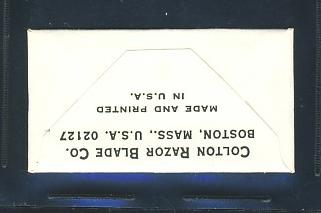 COLTON RAZOR BLADE CO.
BOSTON, MASS., U.S.A. 02127
MADE AND PRINTED
IN U.S.A.